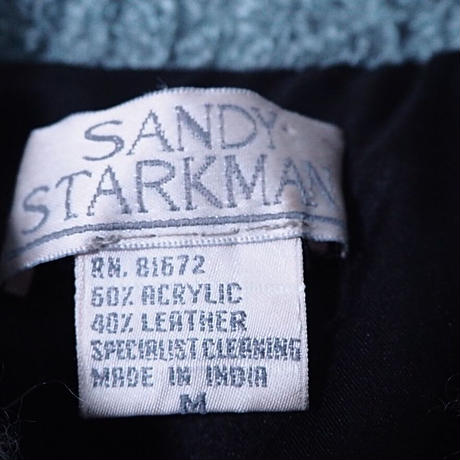 SANDY
STARKMAN
RN. 81672
60% ACRYLIC
40% LEATHER
SPECIALIST CLEANING
MADE IN INDIA
M